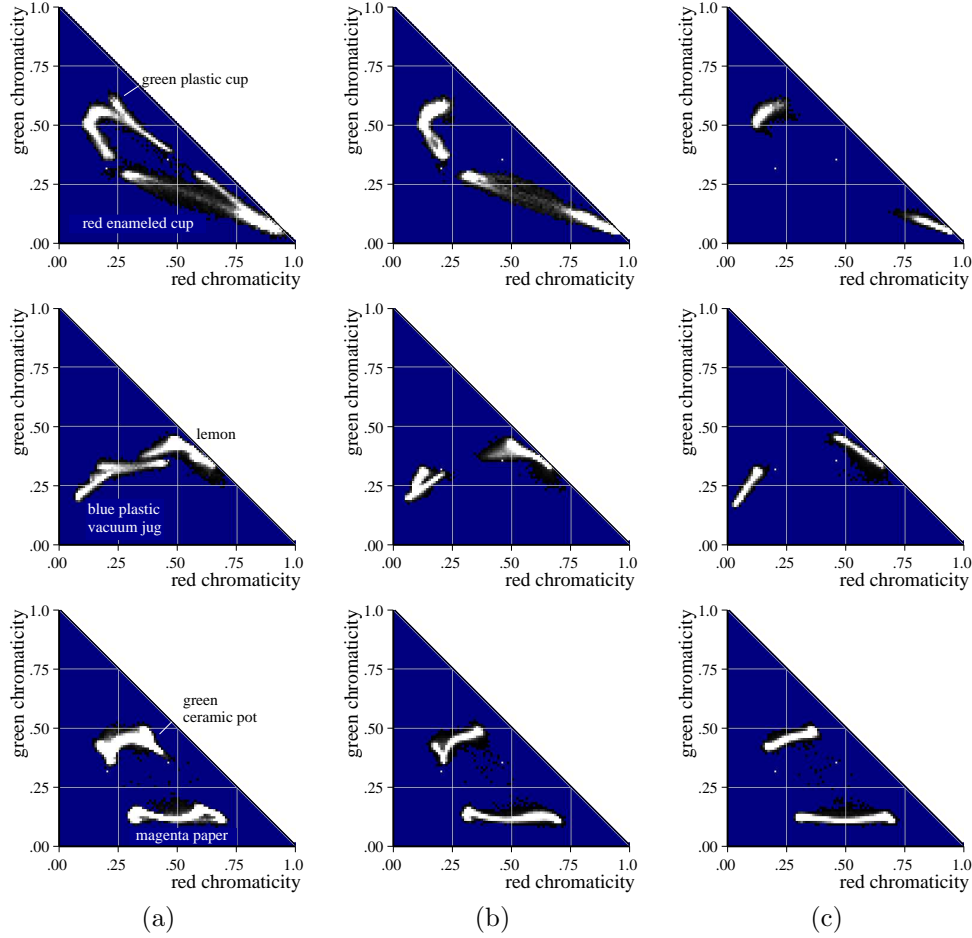 green chromaticity
1.0
.75
.50
.25
.00
green plastic cup
red enameled cup
.00 .25 .50 .75 1.0
red chromaticity
green chromaticity
1.0
.75
.50
.25
.00
.00 .25 .50 .75 1.0
red chromaticity
green chromaticity
1.0
.75
.50
.25
.00
.00 .25 .50 .75 1.0
red chromaticity
green chromaticity
1.0
.75
.50
.25
.00
lemon
blue plastic
vacuum jug
.00 .25 .50 .75 1.0
red chromaticity
green chromaticity
1.0
.75
.50
.25
.00
.00 .25 .50 .75 1.0
red chromaticity
green chromaticity
1.0
.75
.50
.25
.00
.00 .25 .50 .75 1.0
red chromaticity
green chromaticity
1.0
.75
.50
.25
.00
green
ceramic pot
magenta paper
.00 .25 .50 .75 1.0
red chromaticity
green chromaticity
1.0
.75
.50
.25
.00
.00 .25 .50 .75 1.0
red chromaticity
green chromaticity
1.0
.75
.50
.25
.00
.00 .25 .50 .75 1.0
red chromaticity
(a) (b) (c)